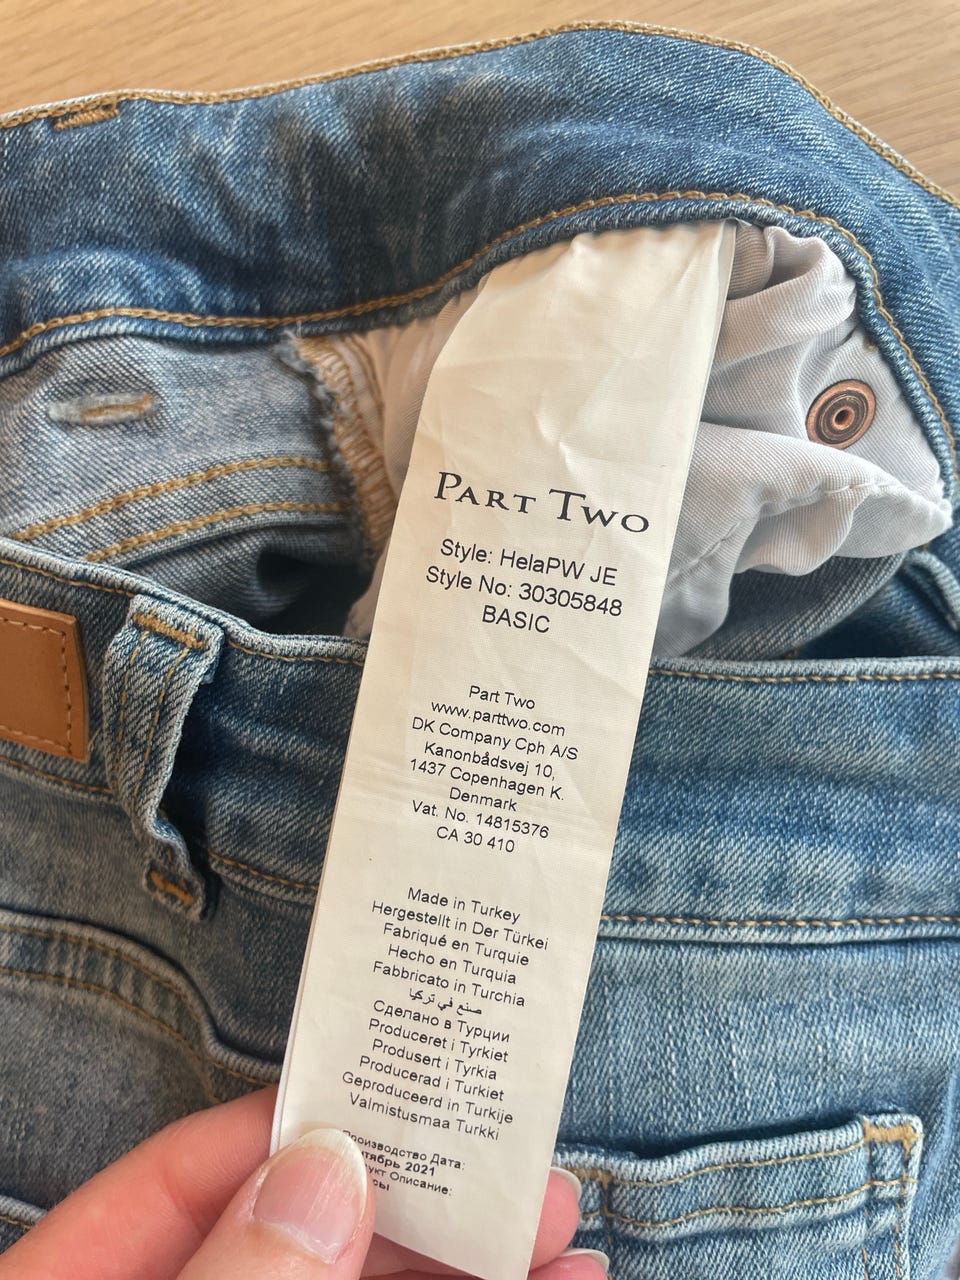 PART TWO
Style: HelaPW JE
Style No: 30305848
BASIC
Part Two
www.parttwo.com
DK Company Cph A/S
Kanonbådsvej 10,
1437 Copenhagen K.
Denmark
Vat. No. 14815376
CA 30 410
Made in Turkey
Hergestellt in Der Türkei
Fabriqué en Turquie
Hecho en Turquia
Fabbricato in Turchia
صنع في تركيا
Сделано в Турции
Produceret i Tyrkiet
Produsert i Tyrkia
Producerad i Turkiet
Geproduceerd in Turkije
Valmistusmaa Turkki
Производство Дата:
2021
Описание: